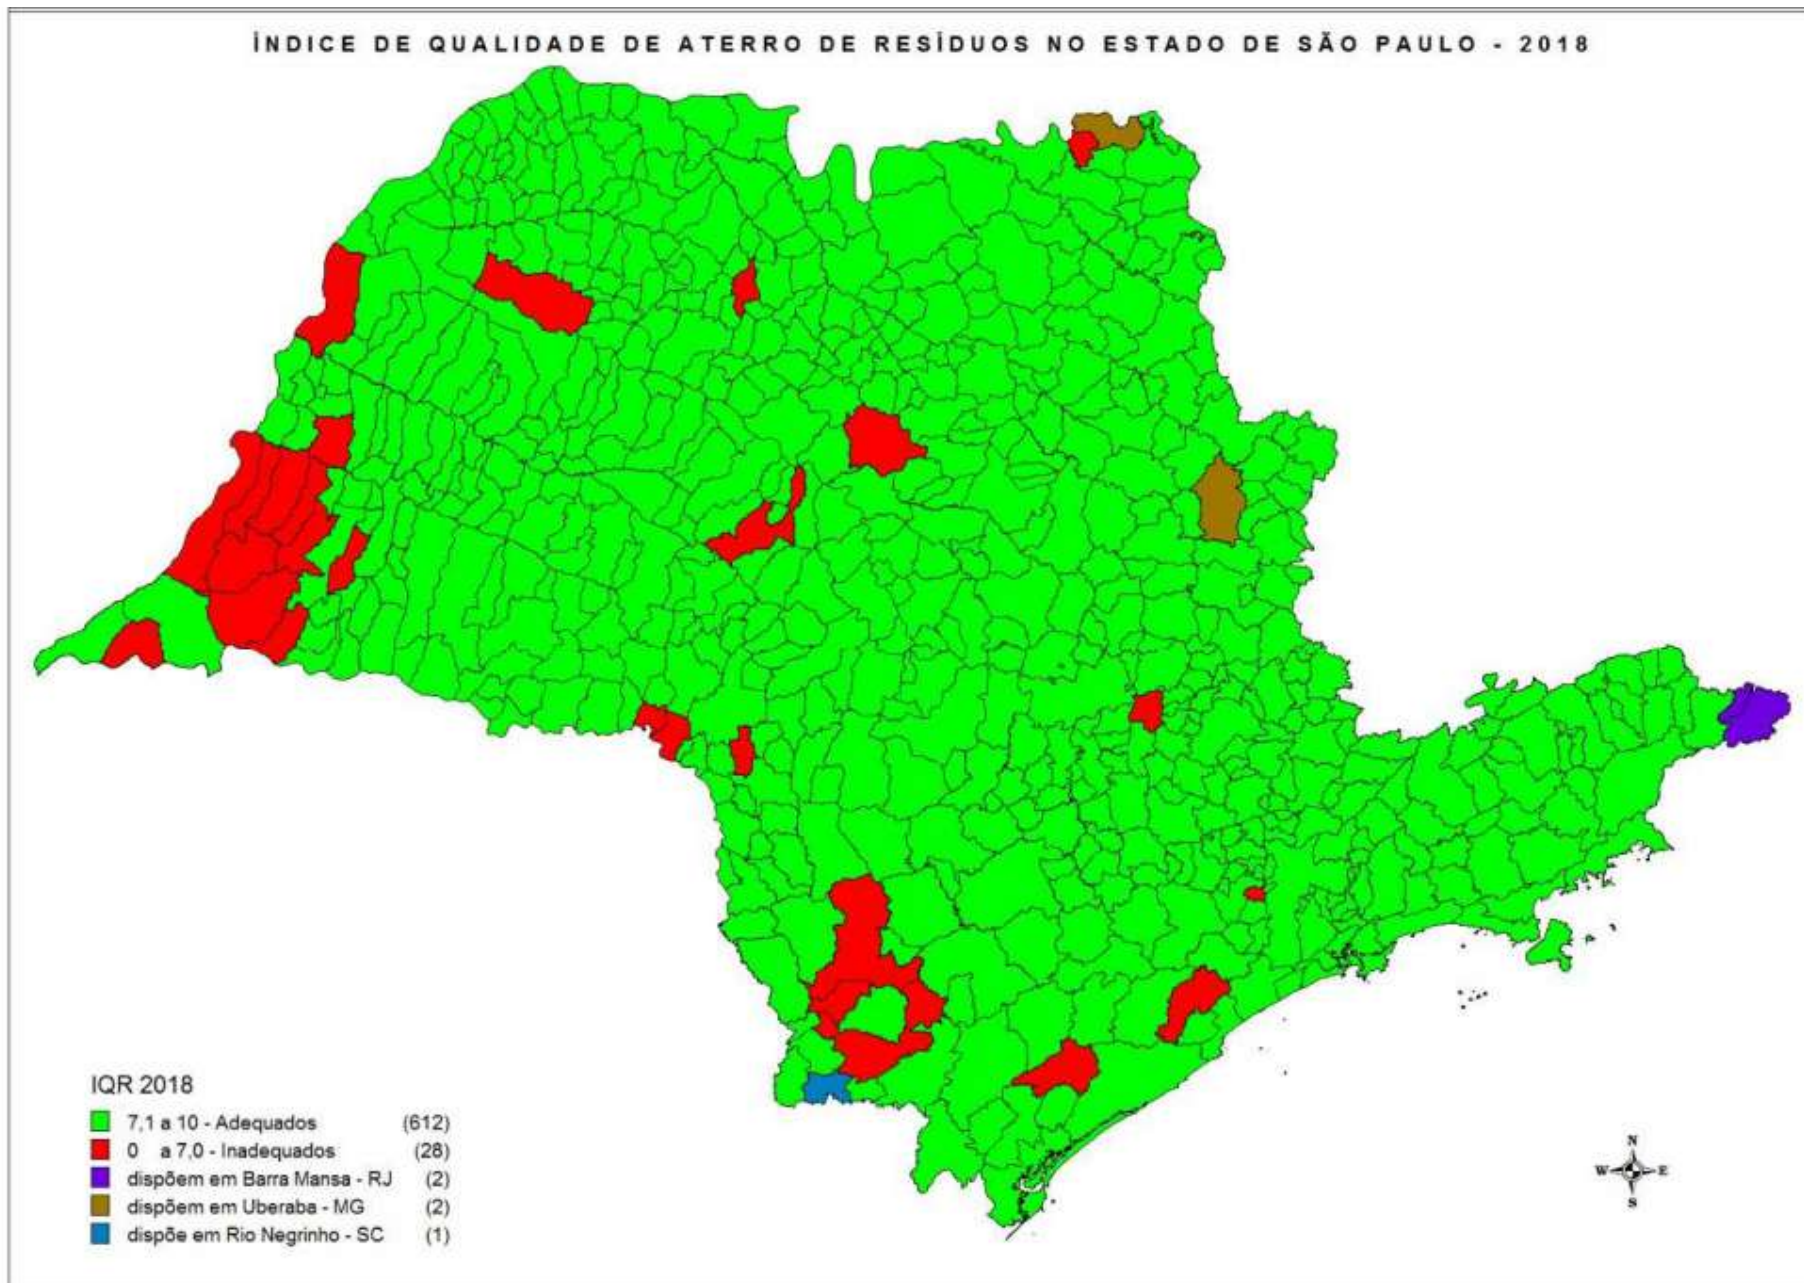 ÍNDICE DE QUALIDADE DE ATERRO DE RESÍDUOS NO ESTADO DE SÃO PAULO - 2018
IQR 2018
7,1 a 10 - Adequados (612)
0 a 7,0 - Inadequados (28)
dispõem em Barra Mansa - RJ (2)
dispõem em Uberaba - MG (2)
dispõe em Rio Negrinho - SC (1)
N
W E
S